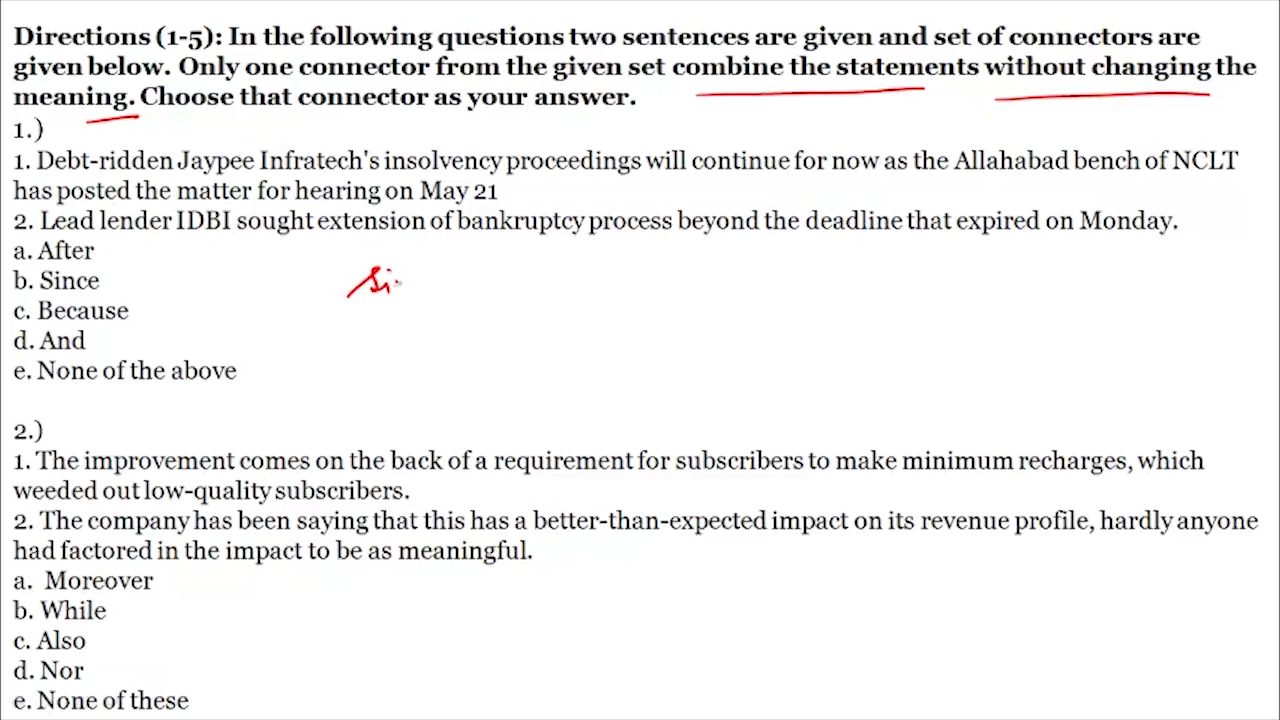 Directions (1-5): In the following questions two sentences are given and set of connectors are
given below. Only one connector from the given set combine the statements without changing the
meaning. Choose that connector as your answer.
1.)
1. Debt-ridden Jaypee Infratech's insolvency proceedings will continue for now as the Allahabad bench of NCLT
has posted the matter for hearing on May 21
2. Lead lender IDBI sought extension of bankruptcy process beyond the deadline that expired on Monday.
a. After
b. Since
si
c. Because
d. And
e. None of the above
2.)
1. The improvement comes on the back of a requirement for subscribers to make minimum recharges, which
weeded out low-quality subscribers.
2. The company has been saying that this has a better-than-expected impact on its revenue profile, hardly anyone
had factored in the impact to be as meaningful.
a. Moreover
b. While
c. Also
d. Nor
e. None of these